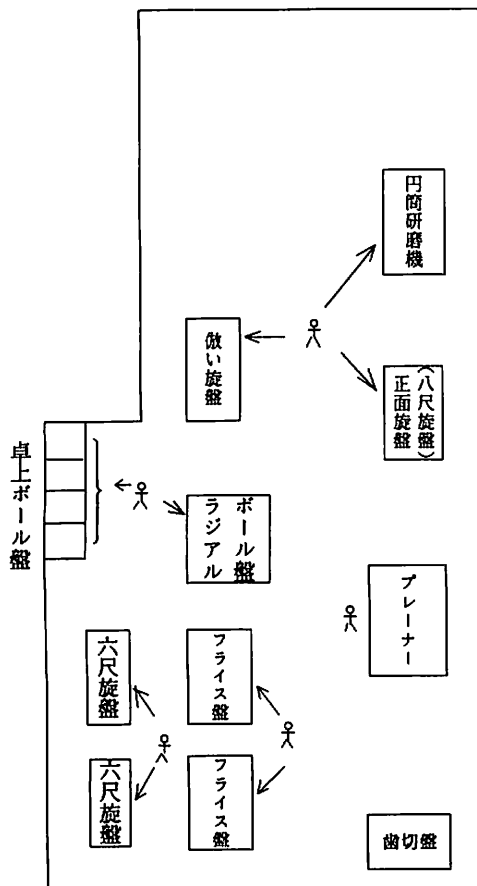 円筒研磨機
倣い旋盤
(八尺旋盤)
正面旋盤
卓上ボール盤
ボール盤
ラジアル
プレーナー
六尺旋盤
フライス盤
六尺旋盤
フライス盤
歯切盤